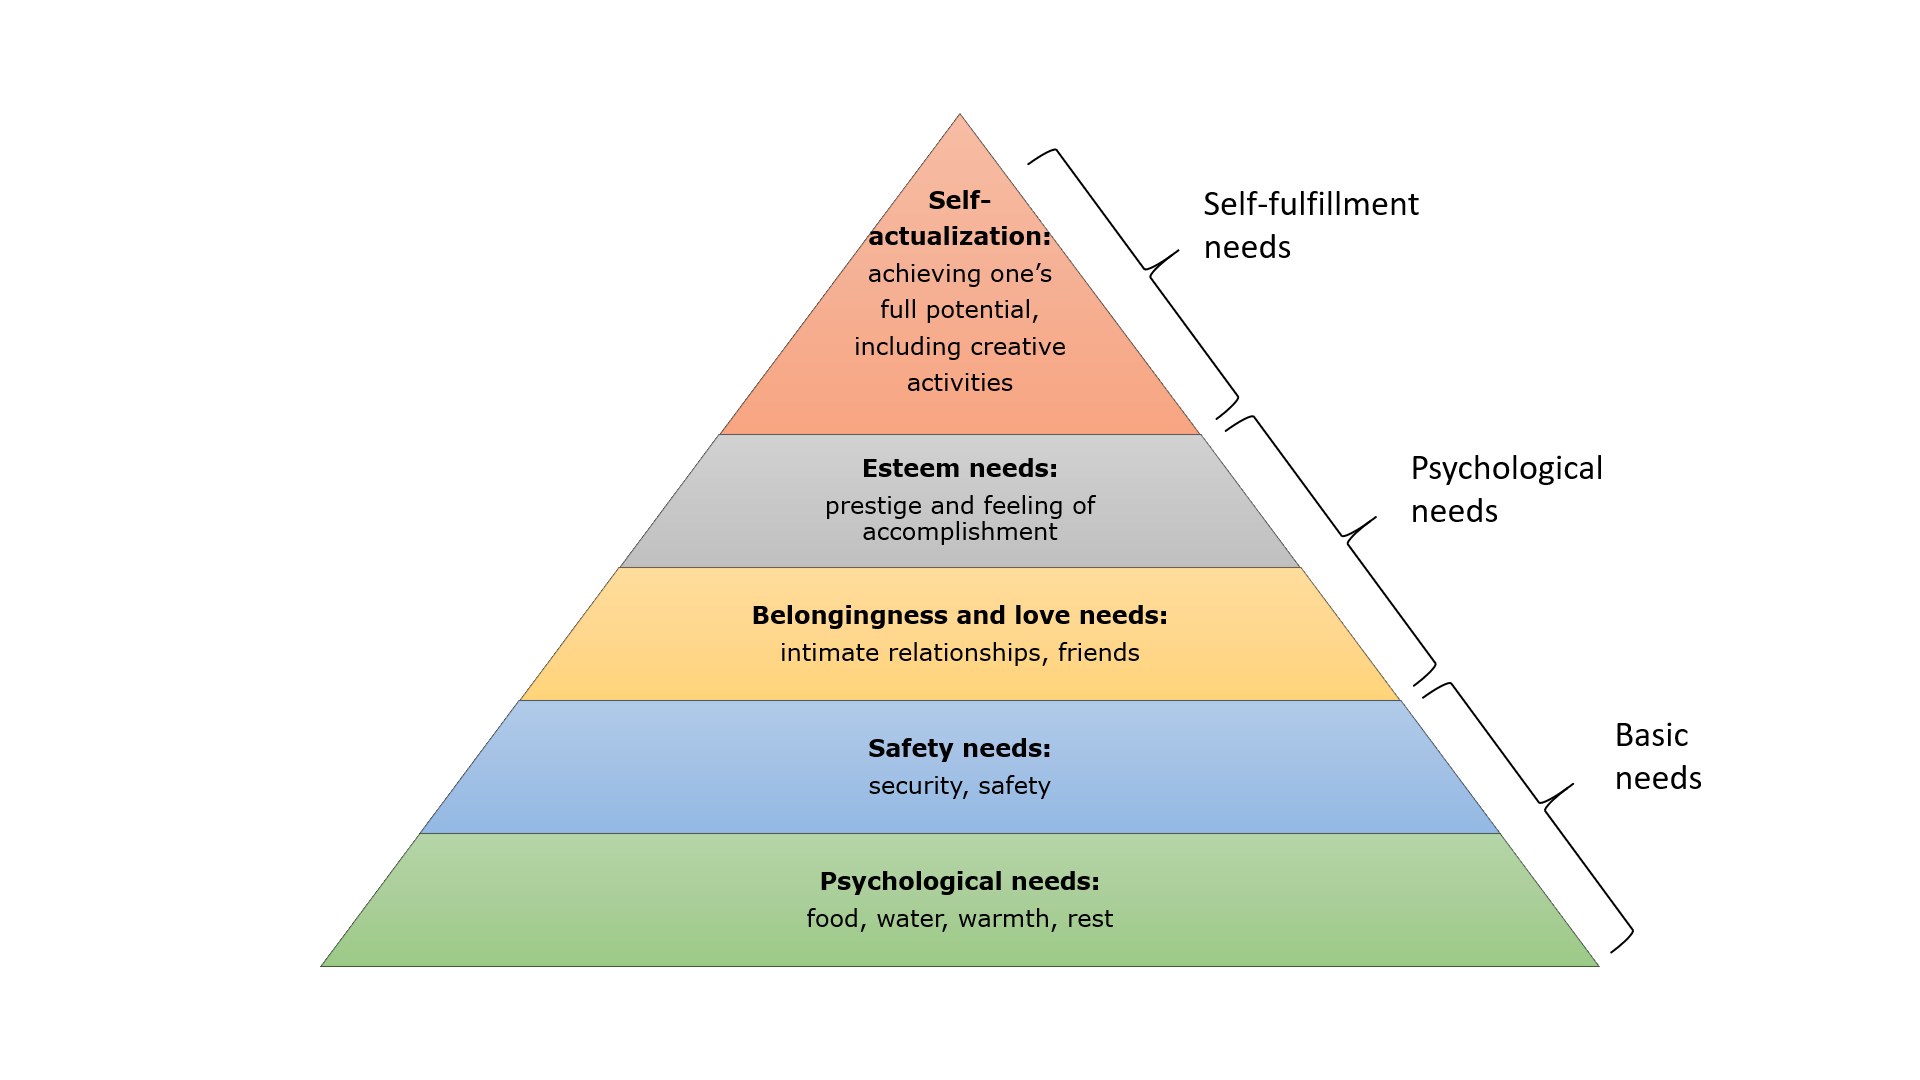 Self–
actualization:
achieving one’s
full potential,
including creative
activities
Self-fulfillment
needs
Esteem needs:
prestige and feeling of
accomplishment
Psychological
needs
Belongingness and love needs:
intimate relationships, friends
Safety needs:
security, safety
Basic
needs
Psychological needs:
food, water, warmth, rest